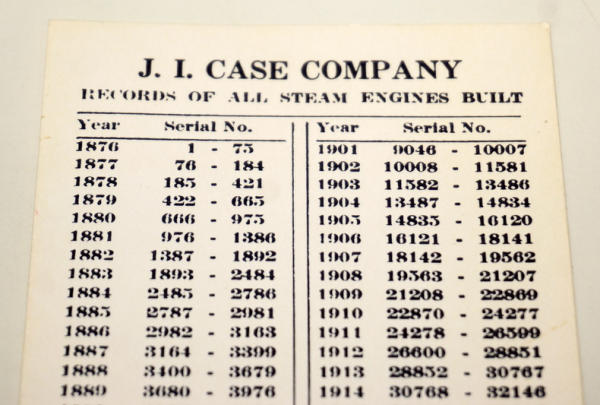 J. I. CASE COMPANY
RECORDS OF ALL STEAM ENGINES BUILT
Year Serial No. Year Serial No.
1876 1 - 75 1901 9046 - 10007
1877 76 - 184 1902 10008 - 11581
1878 185 - 421 1903 11582 - 13486
1879 422 - 665 1904 13487 - 14834
1880 666 - 975 1905 14835 - 16120
1881 976 - 1386 1906 16121 - 18141
1882 1387 - 1892 1907 18142 - 19562
1883 1893 - 2484 1908 19563 - 21207
1884 2485 - 2786 1909 21208 - 22869
1885 2787 - 2981 1910 22870 - 24277
1886 2982 - 3163 1911 24278 - 26599
1887 3164 - 3399 1912 26600 - 28851
1888 3400 - 3679 1913 28852 - 30767
1889 3680 - 3976 1914 30768 - 32146